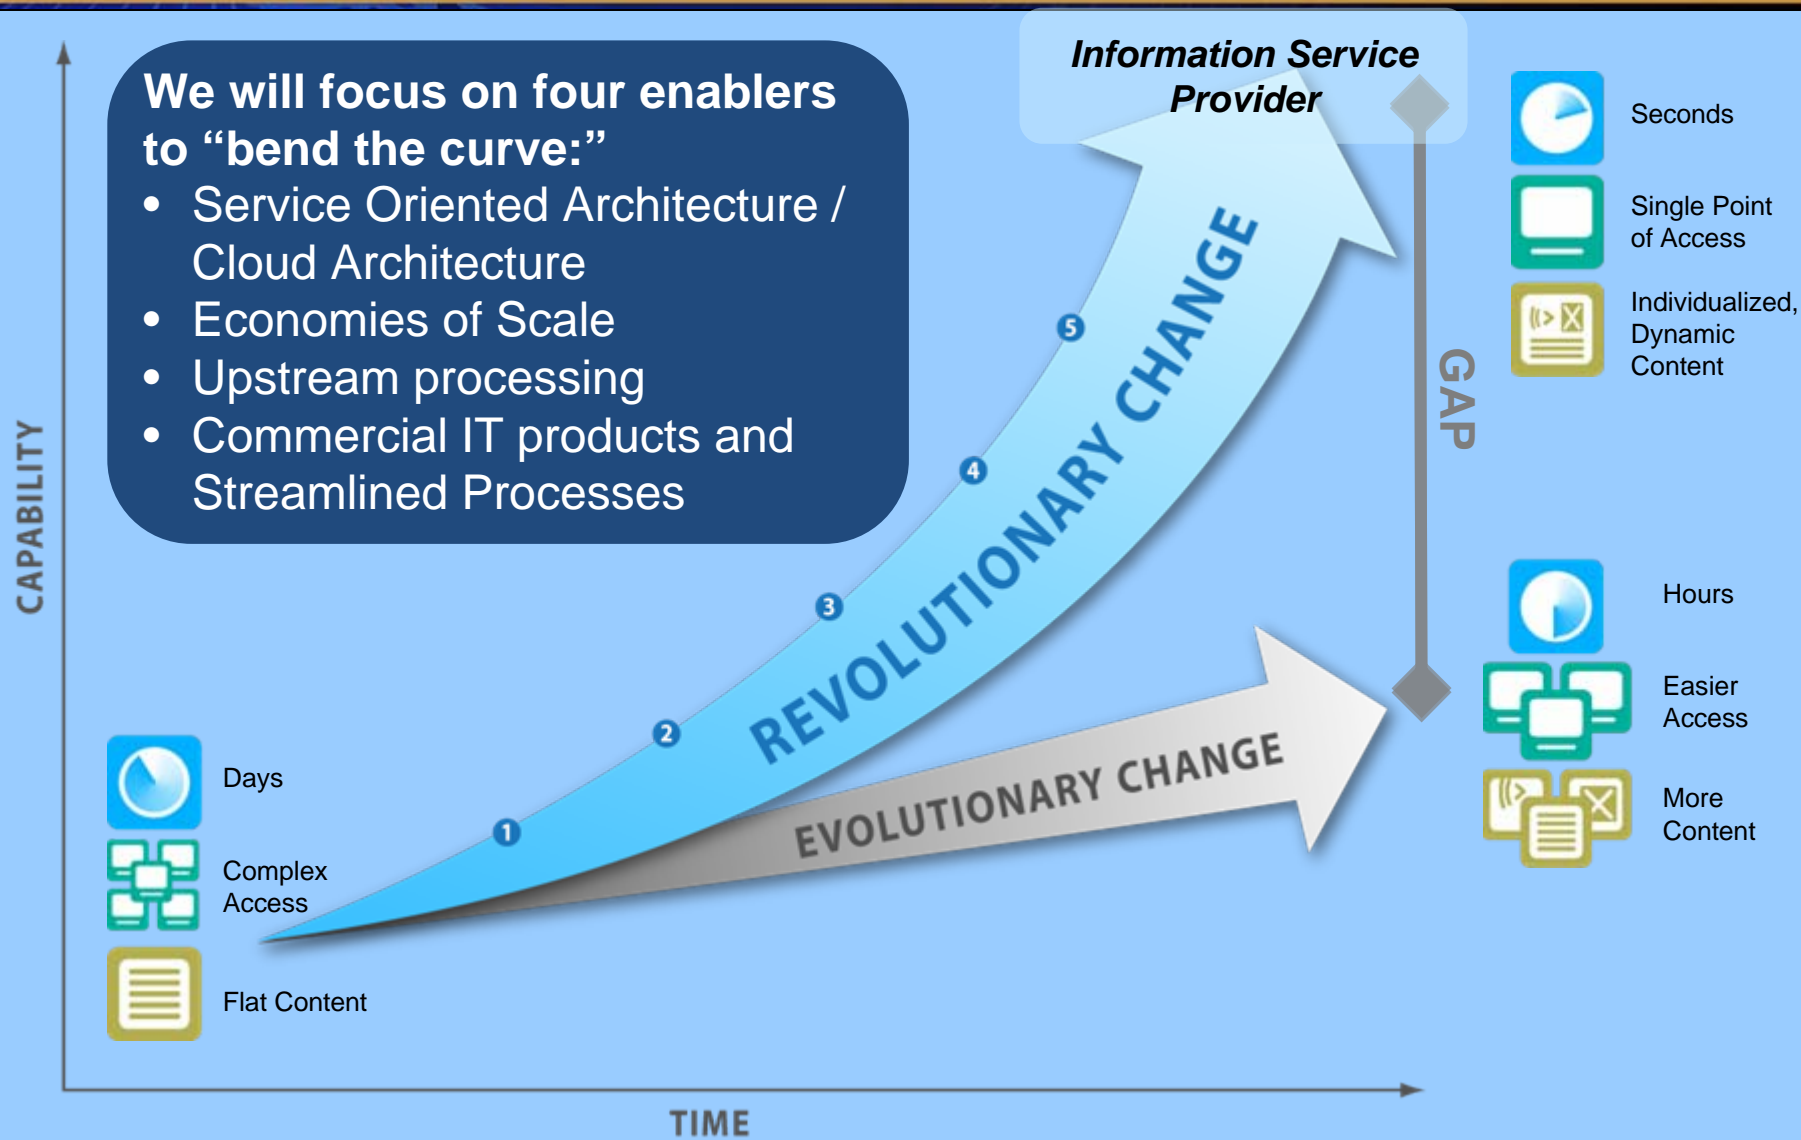 We will focus on four enablers
to “bend the curve:”
• Service Oriented Architecture /
Cloud Architecture
• Economies of Scale
• Upstream processing
• Commercial IT products and
Streamlined Processes
Information Service
Provider
Seconds
Single Point
of Access
Individualized,
Dynamic
Content
GAP
Hours
Easier
Access
More
Content
REVOLUTIONARY CHANGE
5
4
3
2
1
EVOLUTIONARY CHANGE
Days
Complex
Access
Flat Content
CAPABILITY
TIME